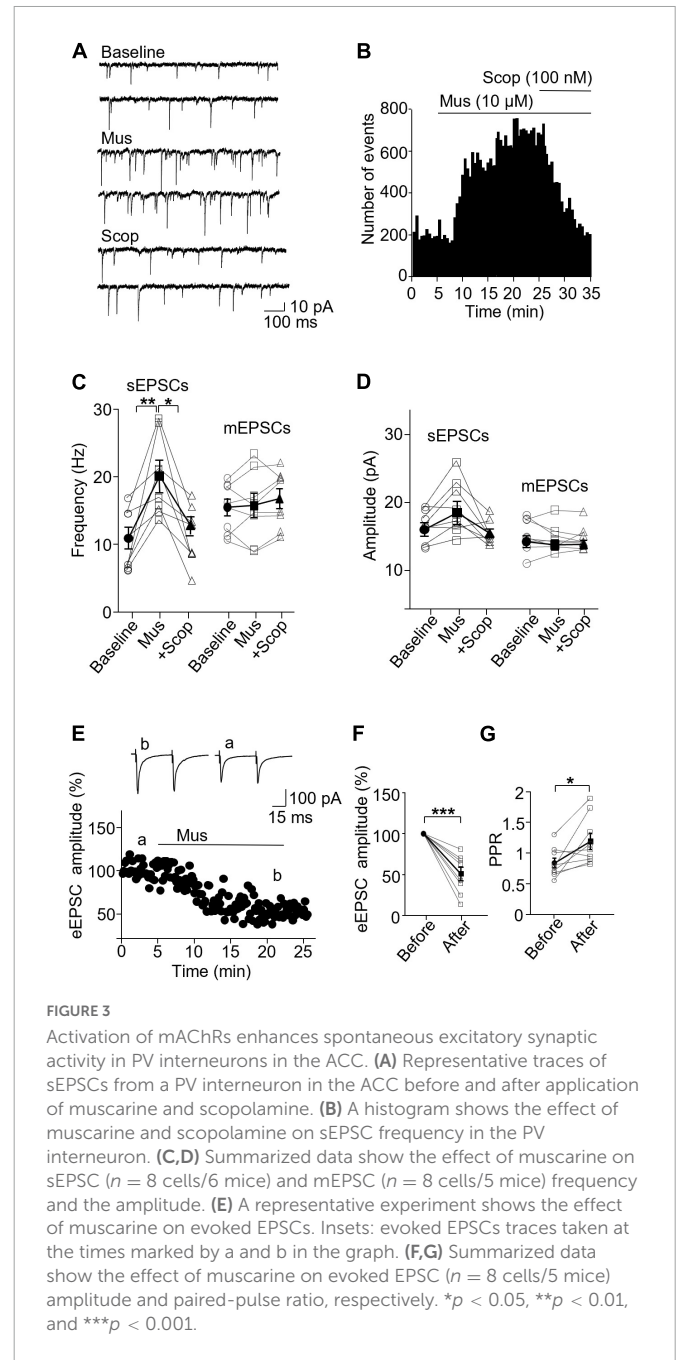 A
Baseline
Mus
Scop
10 pA
100 ms
B
Scop (100 nM)
Mus (10 µM)
Number of events
800
600
400
200
0
0 5 10 15 20 25 30 35
Time (min)
C
sEPSCs
** *
mEPSCs
Frequency (Hz)
30
20
10
0
Baseline Mus +Scop Baseline Mus +Scop
D
sEPSCs
mEPSCs
Amplitude (pA)
30
20
10
Baseline Mus +Scop Baseline Mus +Scop
E
b a
100 pA
15 ms
eEPSC amplitude (%)
150
100
50
a Mus
b
0 5 10 15 20 25
Time (min)
F
eEPSC amplitude (%)
150
100
50
0
***
Before After
G
PPR
2
1.5
1
0.5
0
*
Before After
FIGURE 3
Activation of mAChRs enhances spontaneous excitatory synaptic
activity in PV interneurons in the ACC. (A) Representative traces of
sEPSCs from a PV interneuron in the ACC before and after application
of muscarine and scopolamine. (B) A histogram shows the effect of
muscarine and scopolamine on sEPSC frequency in the PV
interneuron. (C,D) Summarized data show the effect of muscarine on
sEPSC (n = 8 cells/6 mice) and mEPSC (n = 8 cells/5 mice) frequency
and the amplitude. (E) A representative experiment shows the effect
of muscarine on evoked EPSCs. Insets: evoked EPSCs traces taken at
the times marked by a and b in the graph. (F,G) Summarized data
show the effect of muscarine on evoked EPSC (n = 8 cells/5 mice)
amplitude and paired-pulse ratio, respectively. *p < 0.05, **p < 0.01,
and ***p < 0.001.